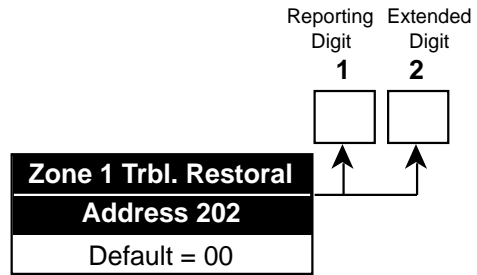 Reporting Extended
Digit Digit
1 2
Zone 1 Trbl. Restoral
Address 202
Default = 00